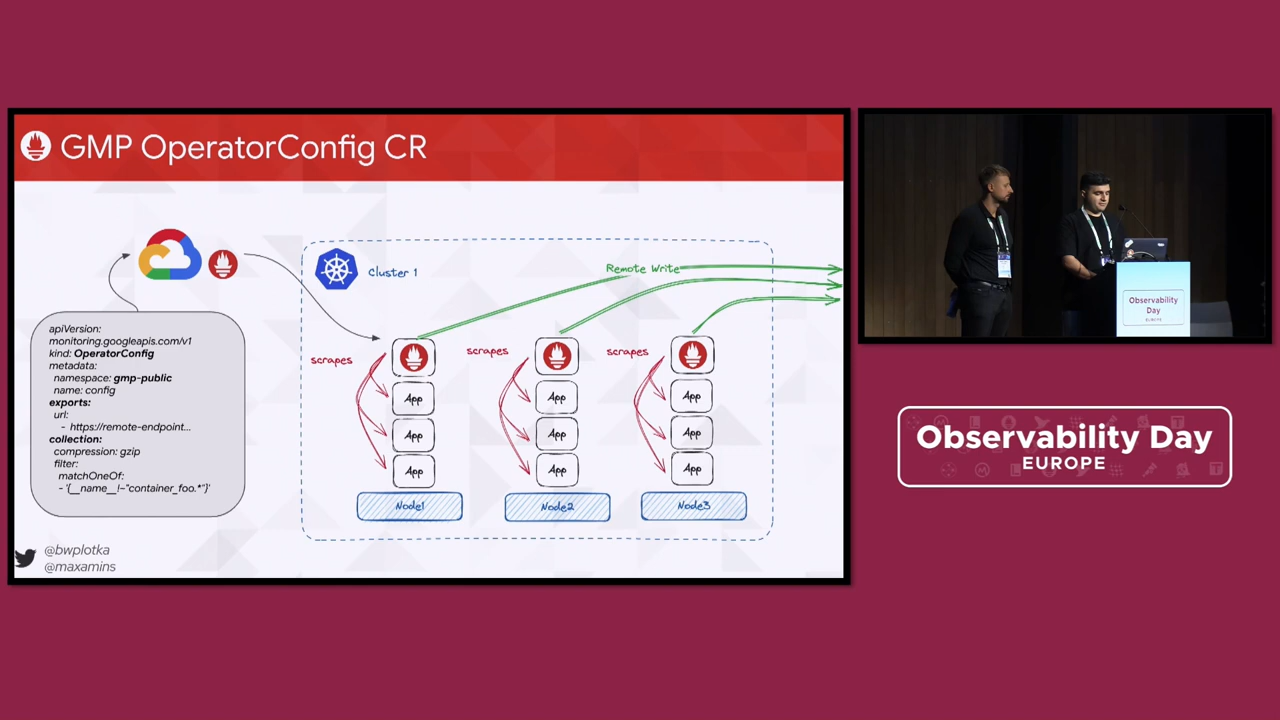 GMP OperatorConfig CR
Cluster 1
Remote Write
apiVersion:
monitoring.googleapis.com/v1
kind: OperatorConfig
metadata:
namespace: gmp-public
name: config
exports:
url:
- https://remote-endpoint...
collection:
compression: gzip
filter:
matchOneOf:
- '{__name__!~"container_foo.*"}'
scrapes
scrapes
scrapes
App
App
App
App
App
App
App
App
App
Node1
Node2
Node3
@bwplotka
@maxamins
Observability
Day
EUROPE
Observability Day
EUROPE